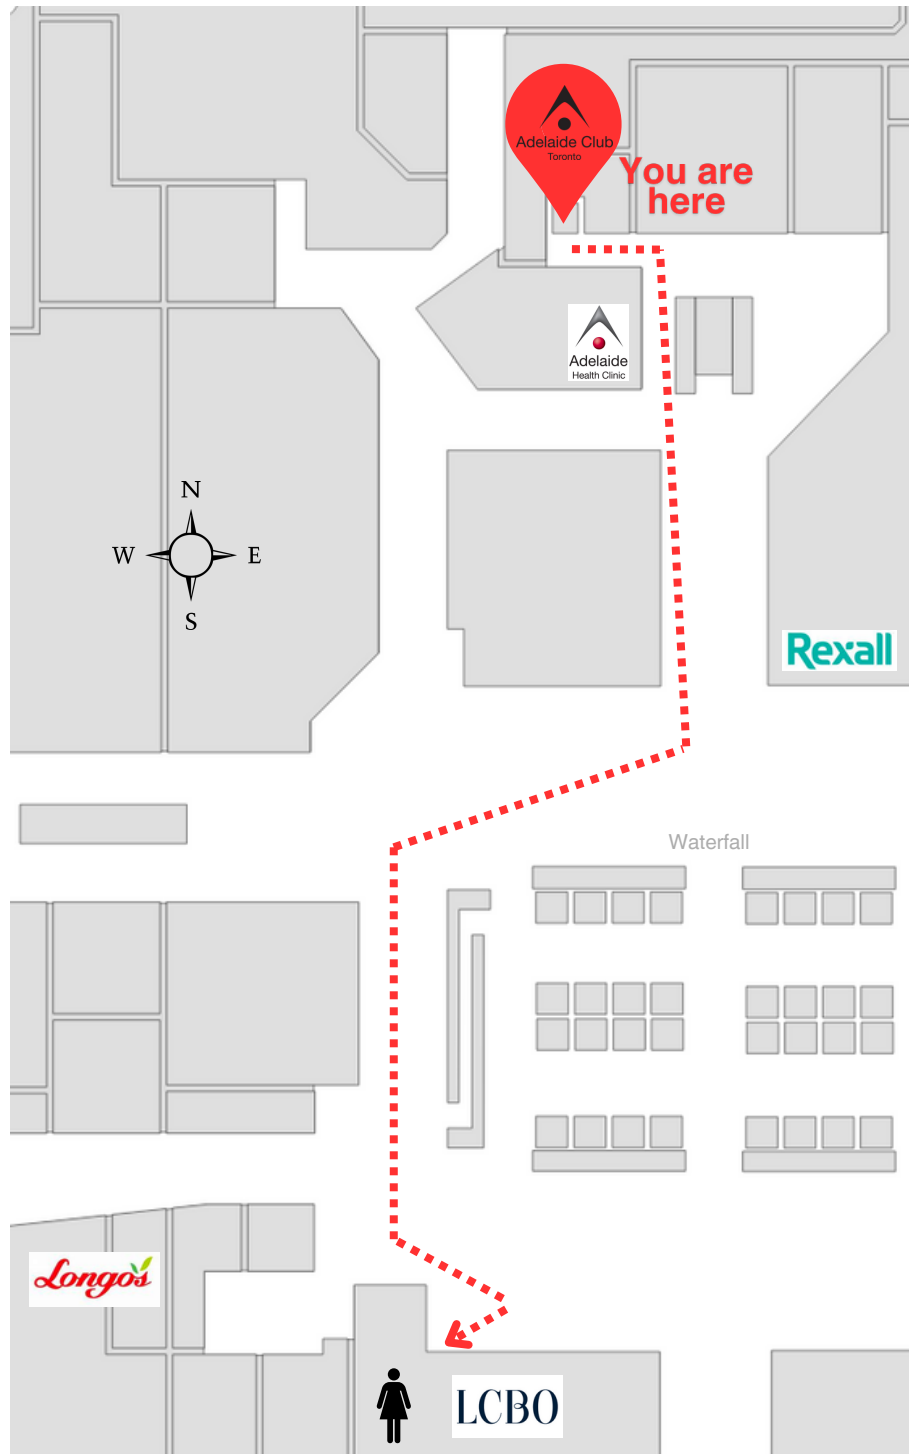 Adelaide Club
Toronto
You are
here
Adelaide
Health Clinic
N
W
E
S
Rexall
Waterfall
Longo's
LCBO